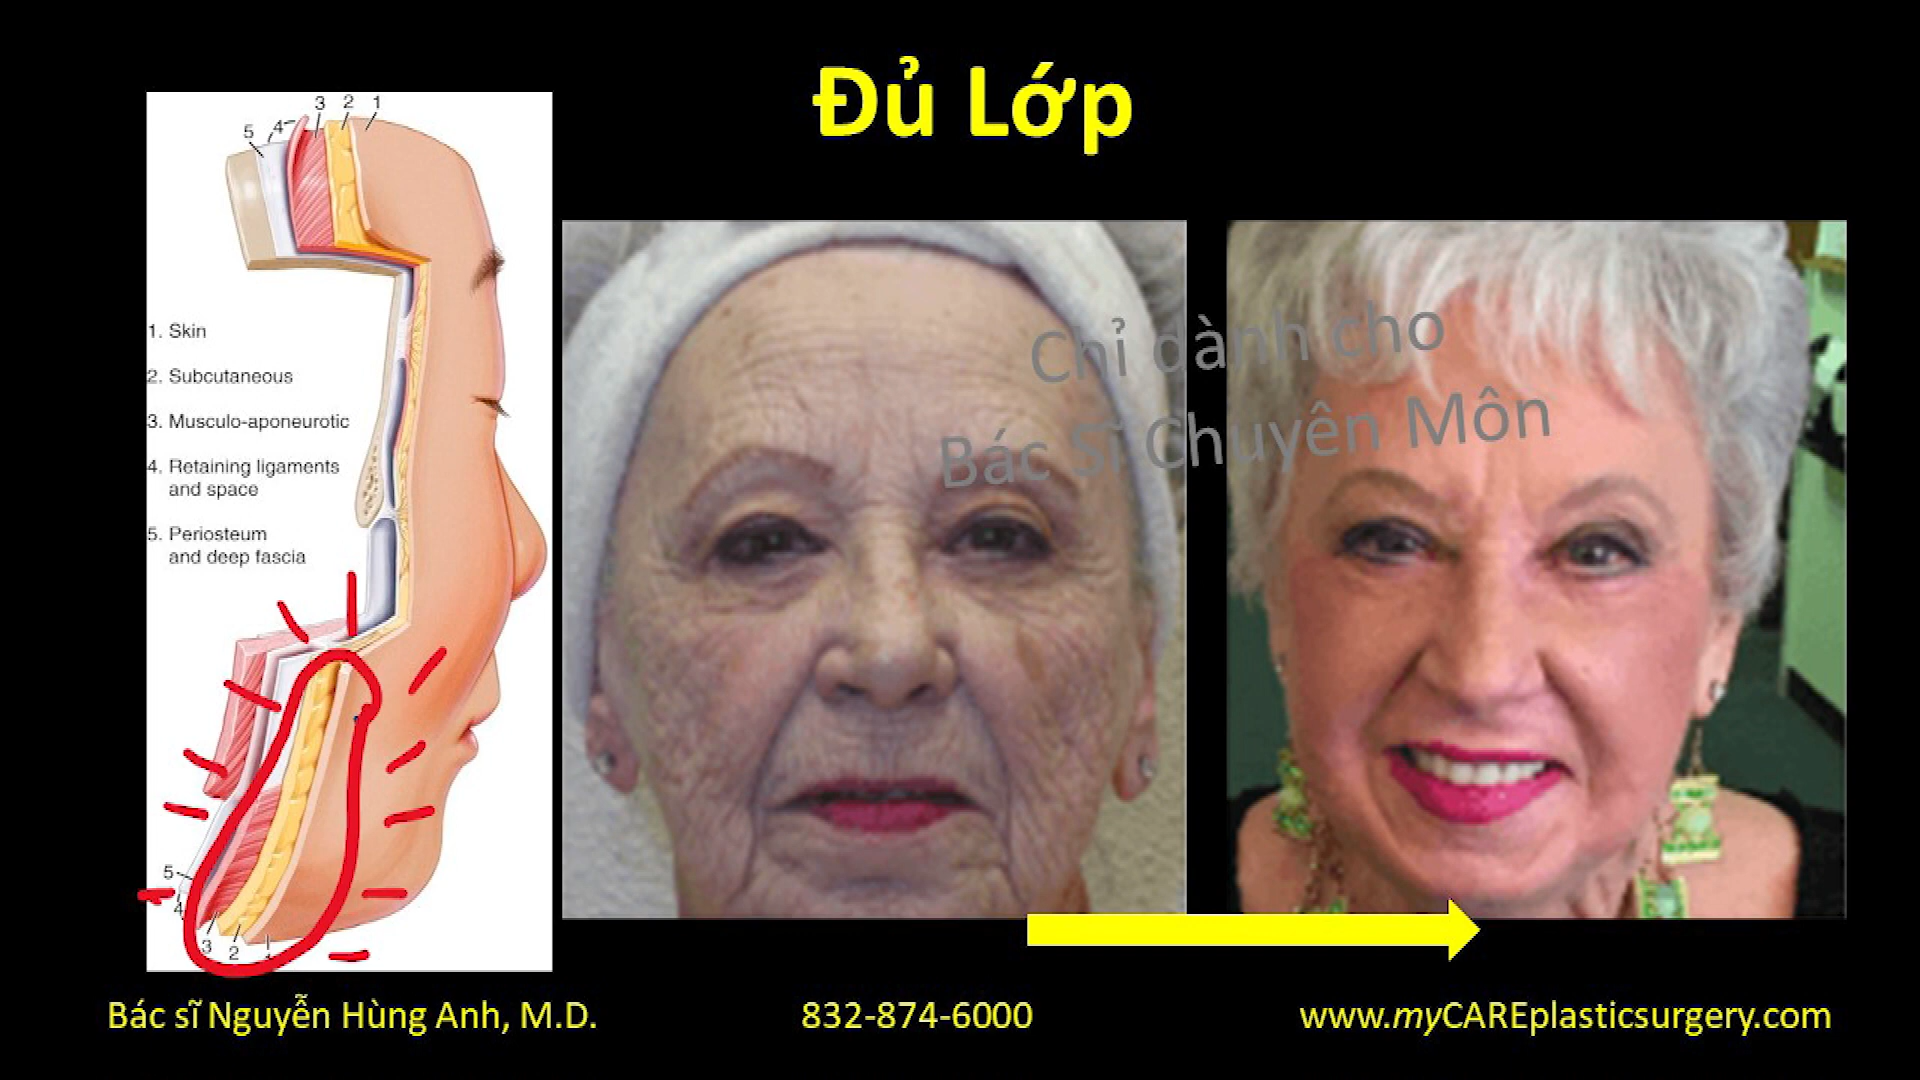 Đủ Lớp
3 2 1
4
5
1. Skin
2. Subcutaneous
3. Musculo-aponeurotic
4. Retaining ligaments
and space
5. Periosteum
and deep fascia
5
4
3
2
Chỉ dành cho
Bác Sĩ Chuyên Môn
Bác sĩ Nguyễn Hùng Anh, M.D.
832-874-6000
www.myCAREplasticsurgery.com